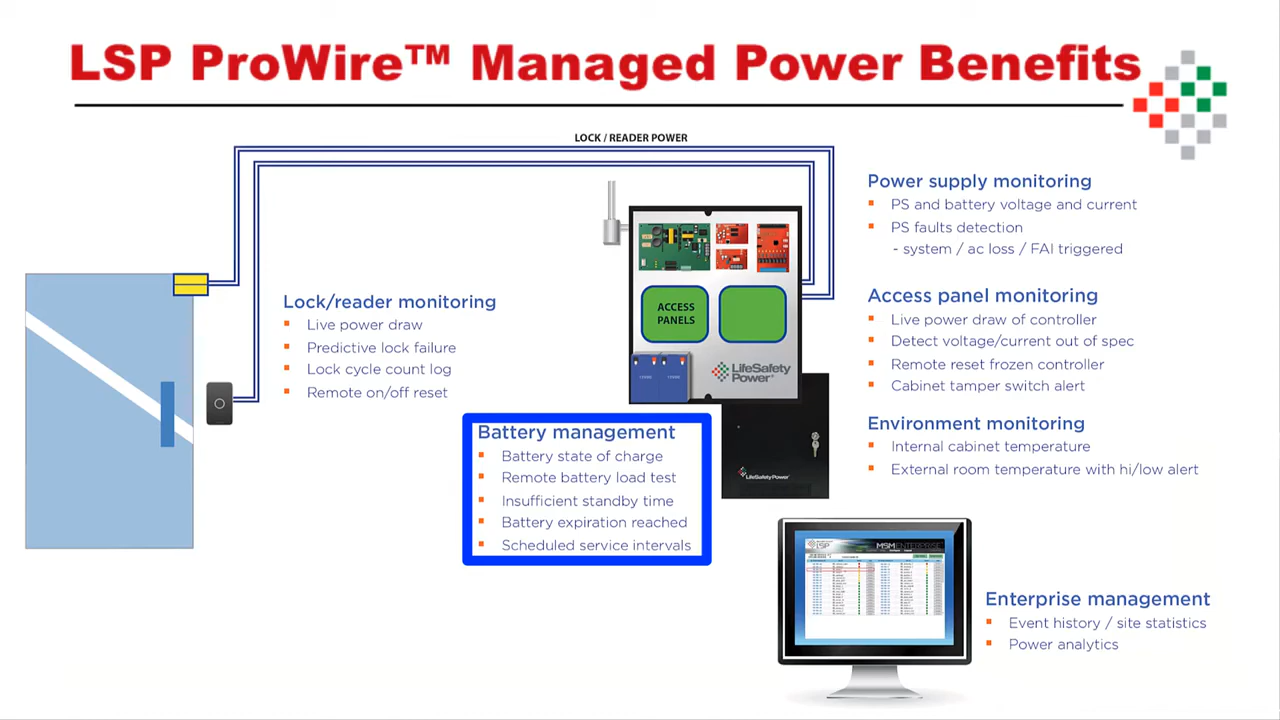 LSP ProWire™ Managed Power Benefits
LOCK / READER POWER
Power supply monitoring
PS and battery voltage and current
PS faults detection
- system / ac loss / FAI triggered
Lock/reader monitoring
Live power draw
Predictive lock failure
Lock cycle count log
Remote on/off reset
ACCESS
PANELS
LifeSafety
Power®
Access panel monitoring
Live power draw of controller
Detect voltage/current out of spec
Remote reset frozen controller
Cabinet tamper switch alert
Battery management
Battery state of charge
Remote battery load test
Insufficient standby time
Battery expiration reached
Scheduled service intervals
LifeSafety Power®
Environment monitoring
Internal cabinet temperature
External room temperature with hi/low alert
LSP
MSM ENTERPRISE
Enterprise management
Event history / site statistics
Power analytics